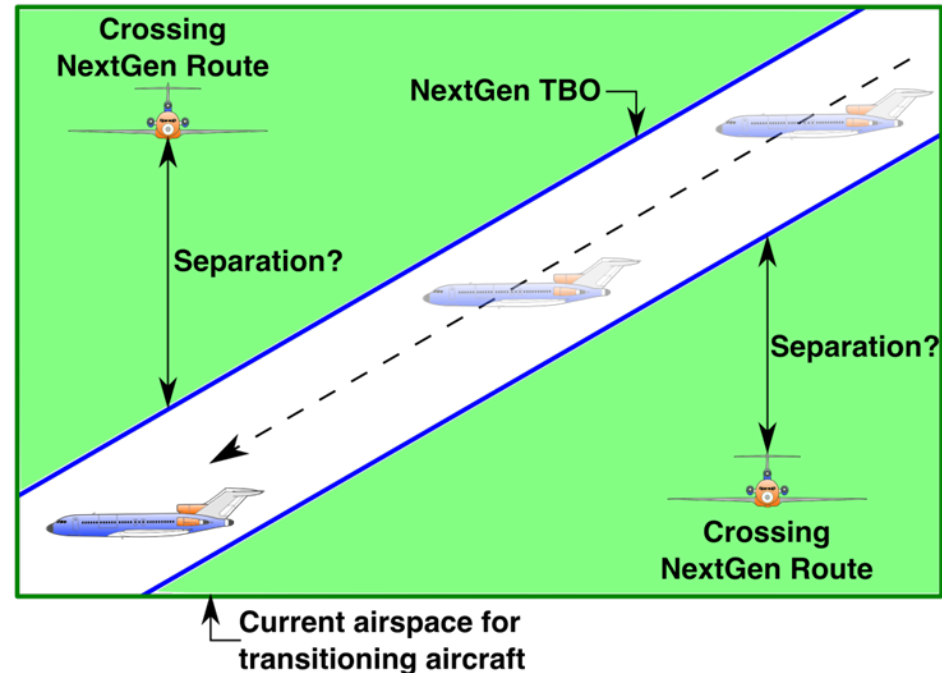 Crossing
NextGen Route
NextGen TBO
Separation?
Separation?
Crossing
NextGen Route
Current airspace for
transitioning aircraft